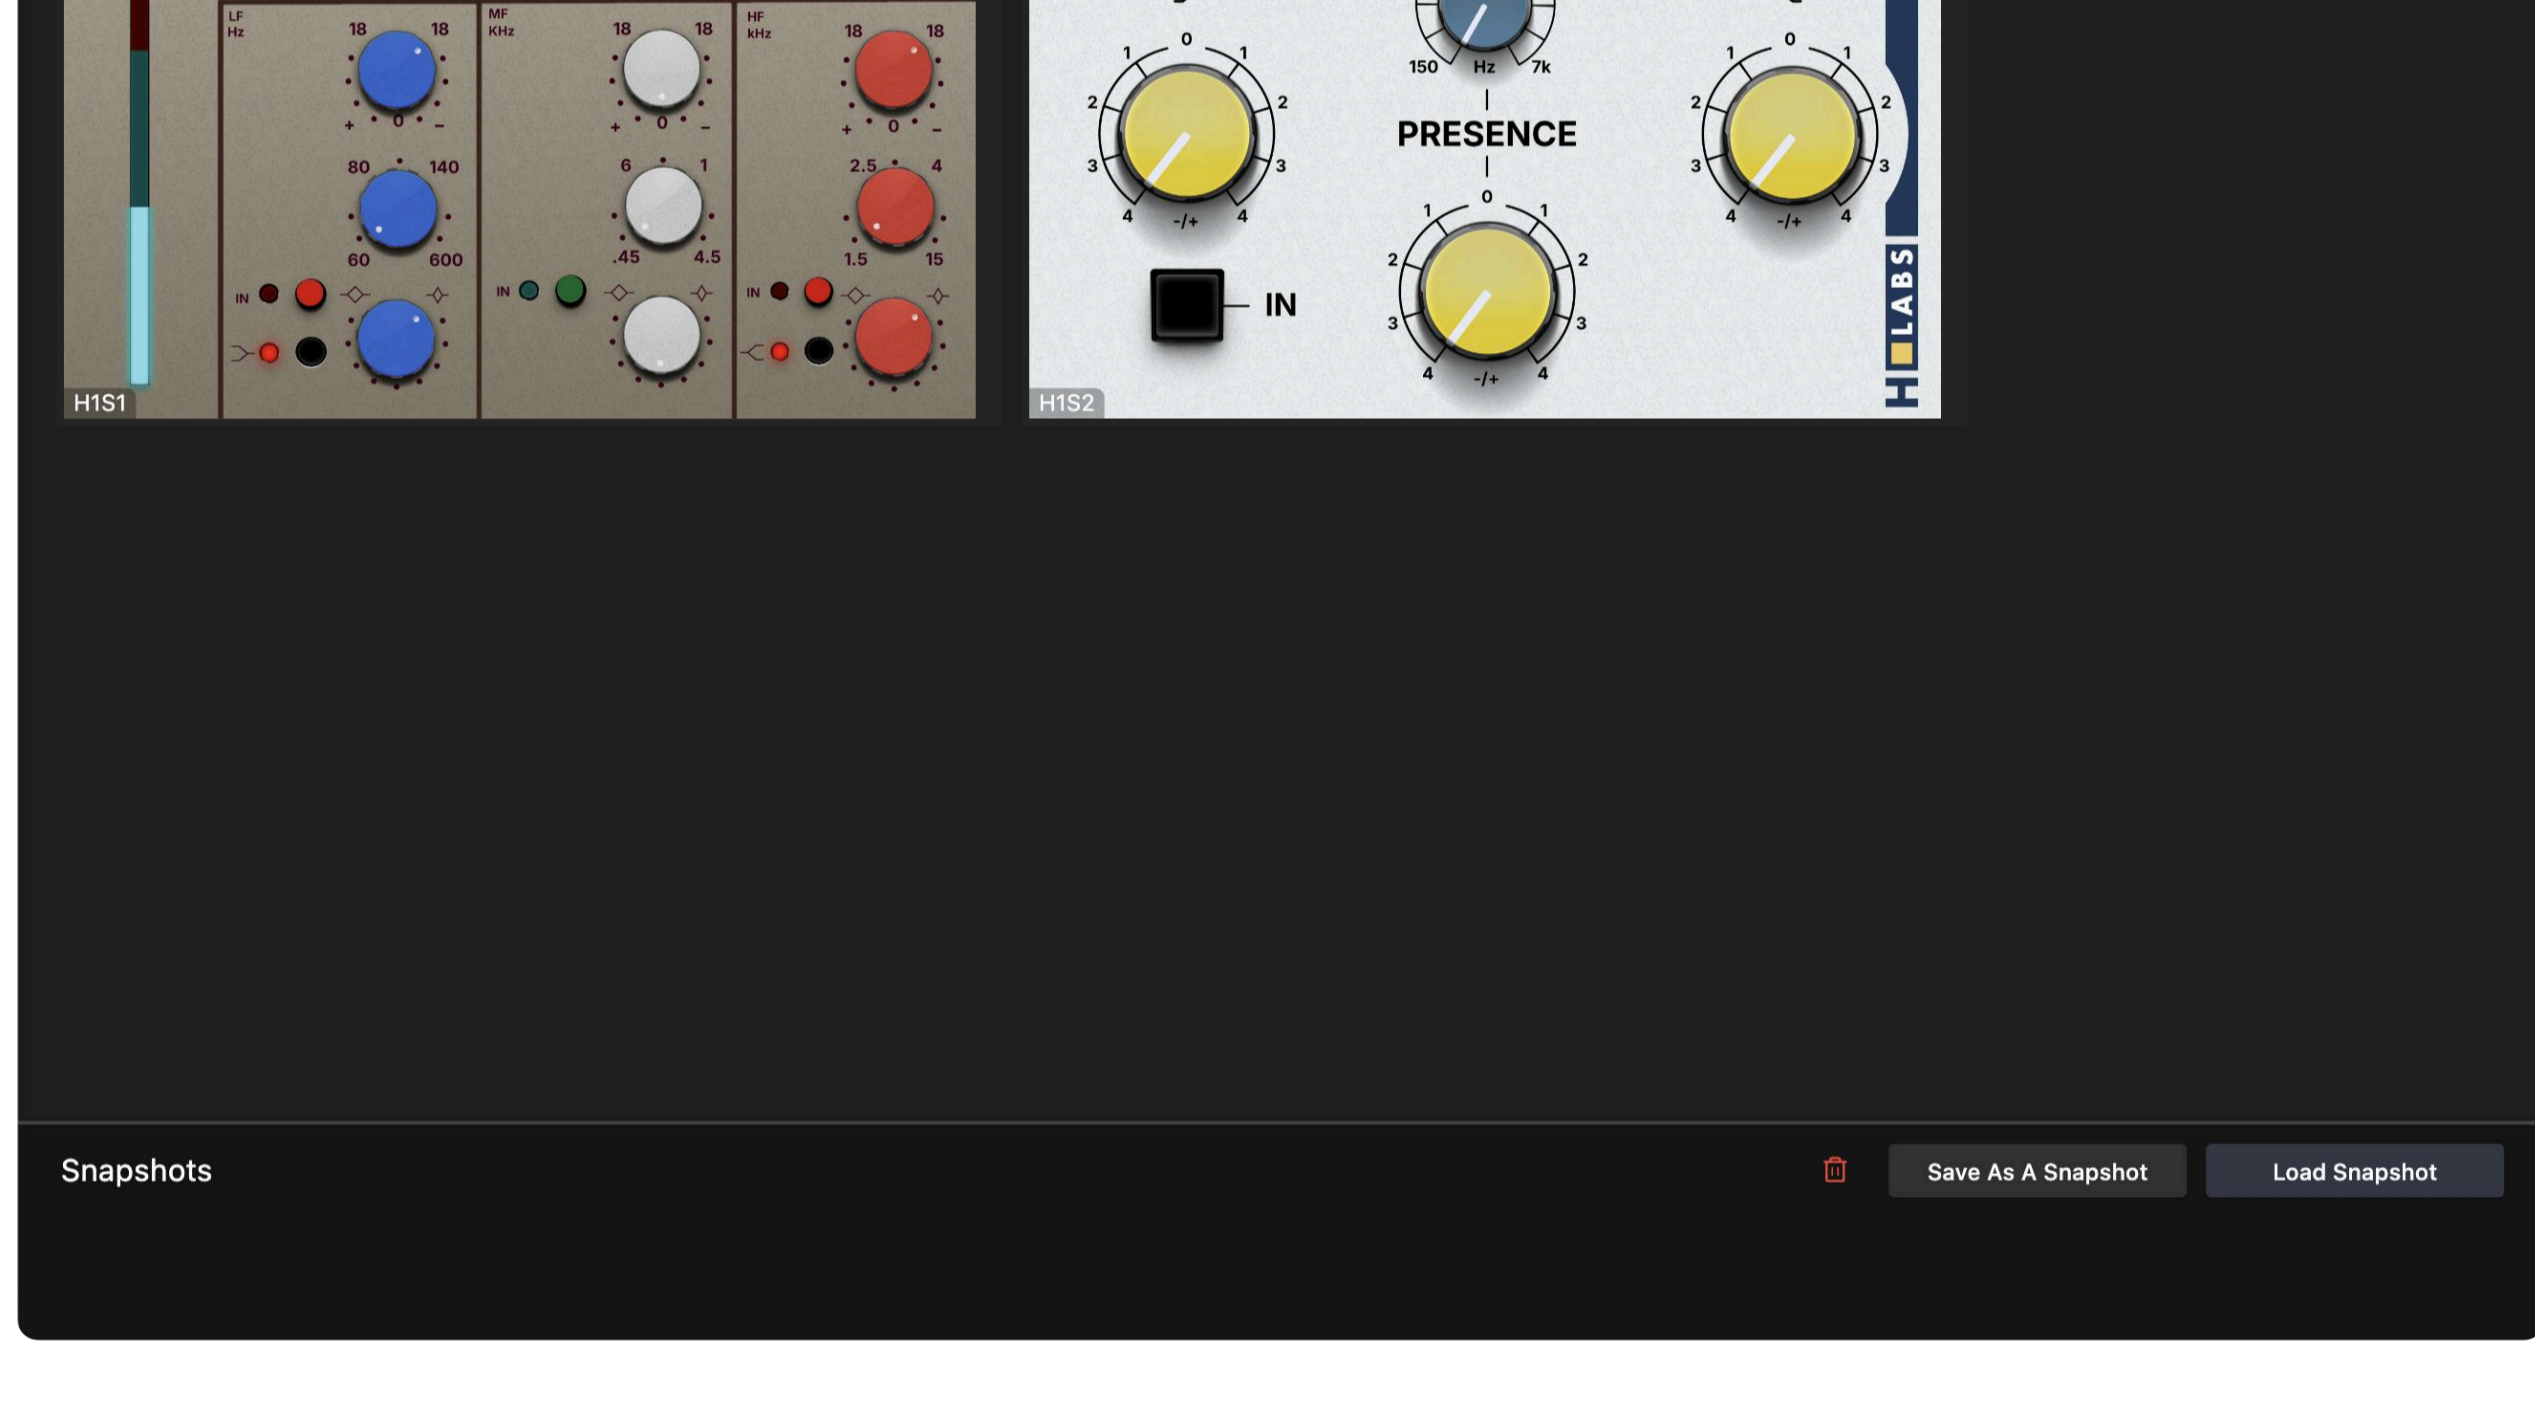 LF
Hz
18 18
+ 0 -
80 140
60 600
IN
MF
KHz
18 18
+ 0 -
6 1
.45 4.5
IN
HF
kHz
18 18
+ 0 -
2.5 4
1.5 15
IN
H1S1
0
1 1
2 2
3 3
4 -/+ 4
IN
150 Hz 7k
PRESENCE
0
1 1
2 2
3 3
4 -/+ 4
0
1 1
2 2
3 3
4 -/+ 4
H LABS
H1S2
Snapshots
Save As A Snapshot
Load Snapshot